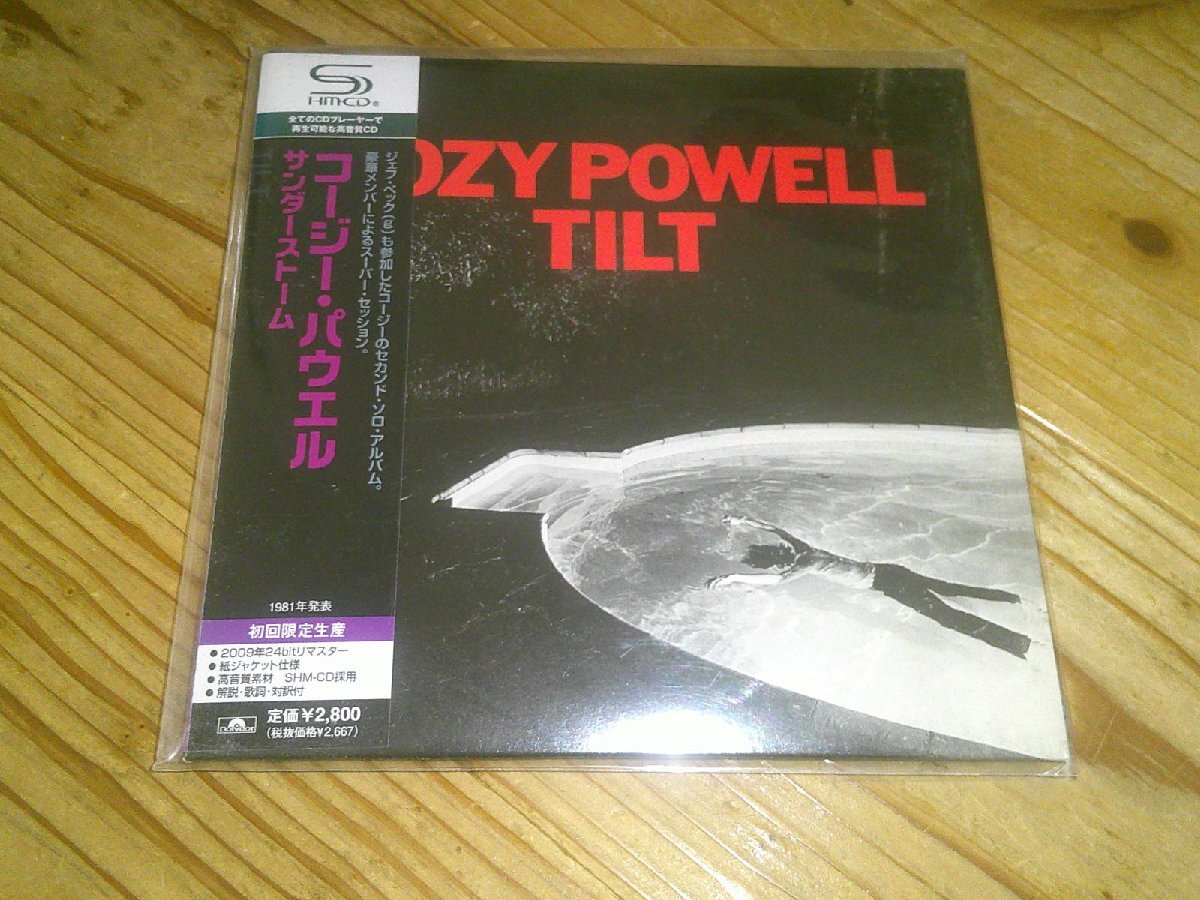 HM-CD®
全てのCDプレーヤーで
再生可能な高音質CD
OZY POWELL
TILT
ジェフ・ベック(g)も参加したコージーのセカンド・ソロ・アルバム。
豪華メンバーによるスーパー・セッション。
コージー・パウエル
サンダーストーム
1981年発表
初回限定生産
● 2009年24bitリマスター
● 紙ジャケット仕様
● 高音質素材 SHM-CD採用
● 解説・歌詞・対訳付
polydor
定価¥2,800
(税抜価格¥2,667)